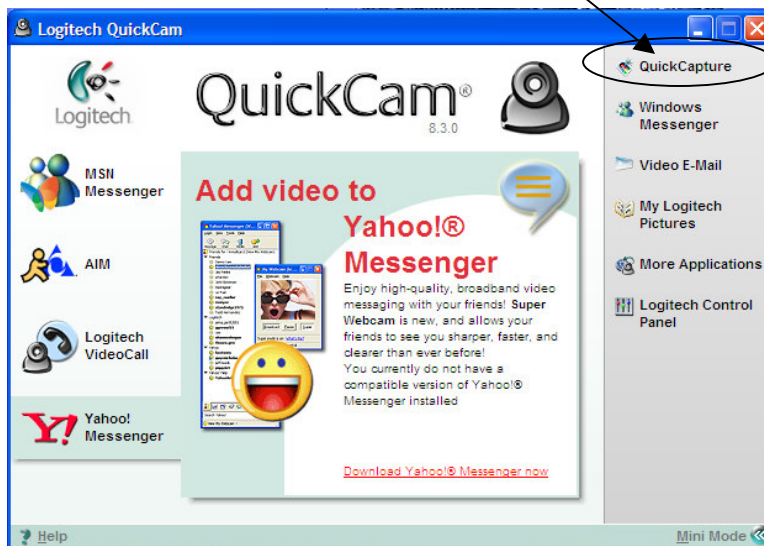 Logitech QuickCam
Logitech
QuickCam®
8.3.0
MSN
Messenger
AIM
Logitech
VideoCall
Yahoo!
Messenger
Add video to
Yahoo!®
Messenger
Enjoy high-quality, broadband video
messaging with your friends! Super
Webcam is new, and allows your
friends to see you sharper, faster, and
clearer than ever before!
You currently do not have a
compatible version of Yahoo!®
Messenger installed
Download Yahoo!® Messenger now
QuickCapture
Windows
Messenger
Video E-Mail
My Logitech
Pictures
More Applications
Logitech Control
Panel
Help
Mini Mode